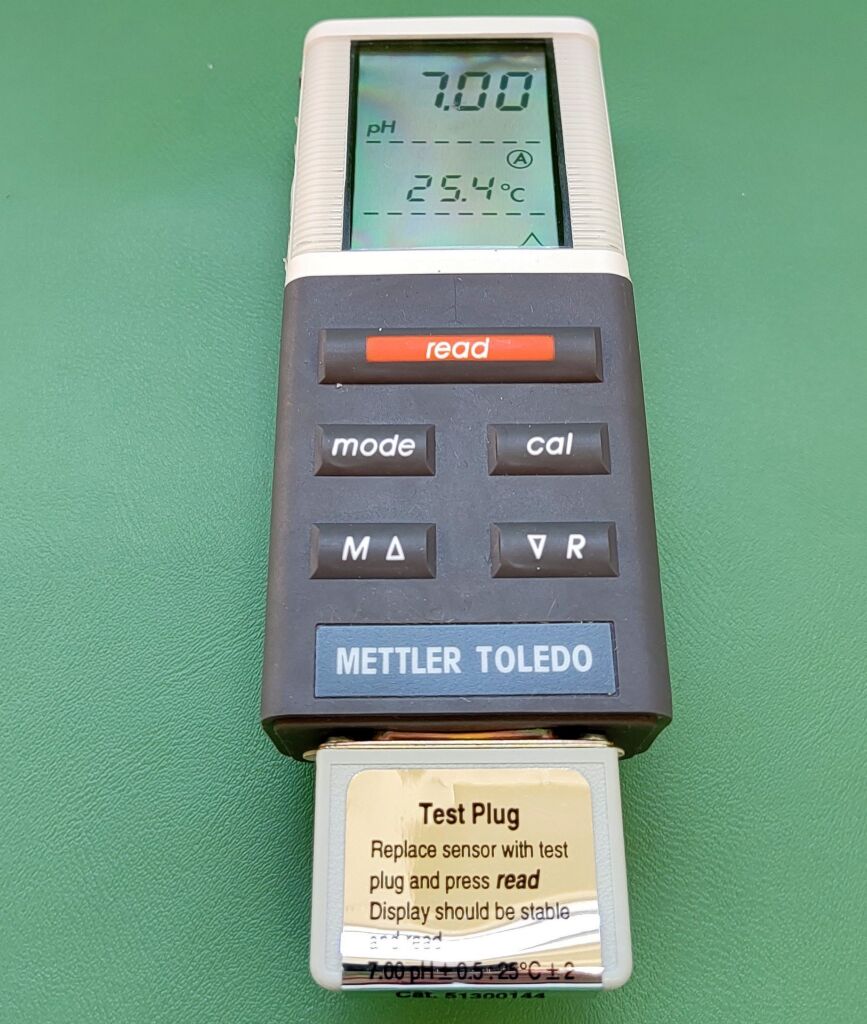 7.00
pH
A
25.4°C
read
mode cal
M Δ ∇ R
METTLER TOLEDO
Test Plug
Replace sensor with test
plug and press read
Display should be stable
and read
7.00 pH ± 0.5 : 25°C ± 2
Cat. 51300144